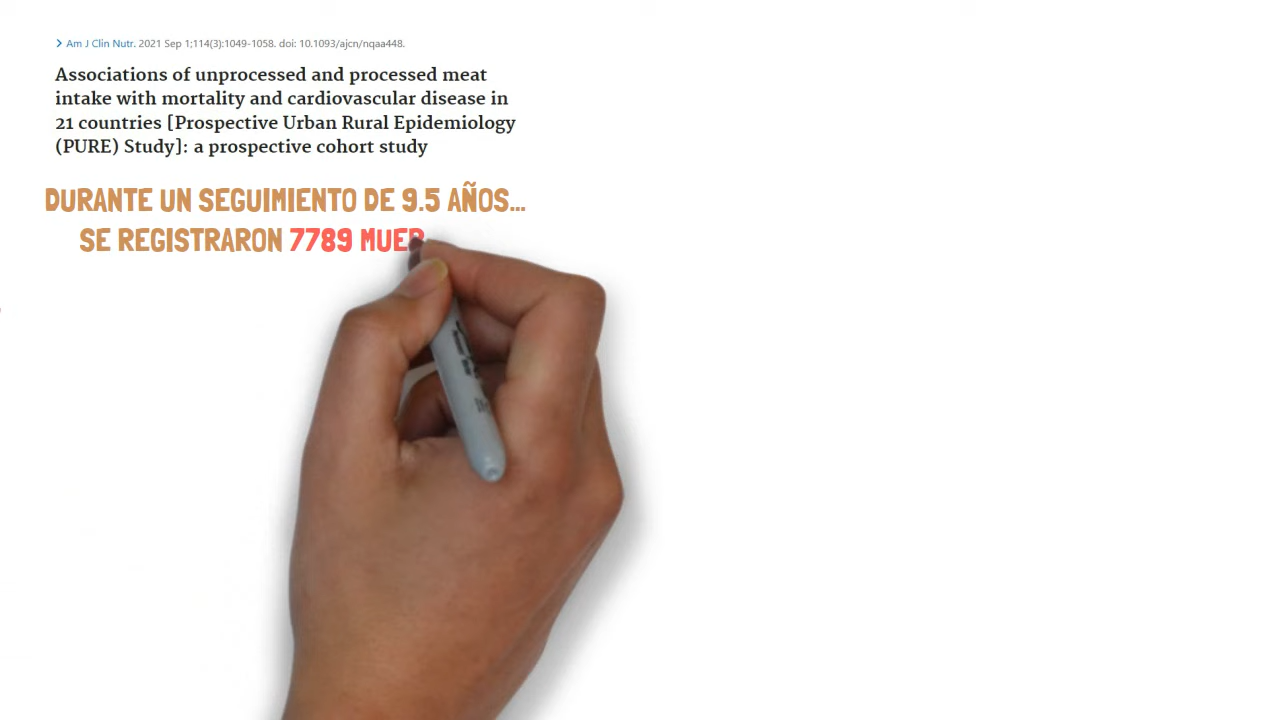 > Am J Clin Nutr. 2021 Sep 1;114(3):1049-1058. doi: 10.1093/ajcn/nqaa448.
Associations of unprocessed and processed meat
intake with mortality and cardiovascular disease in
21 countries [Prospective Urban Rural Epidemiology
(PURE) Study]: a prospective cohort study
DURANTE UN SEGUIMIENTO DE 9.5 AÑOS...
SE REGISTRARON 7789 MUER